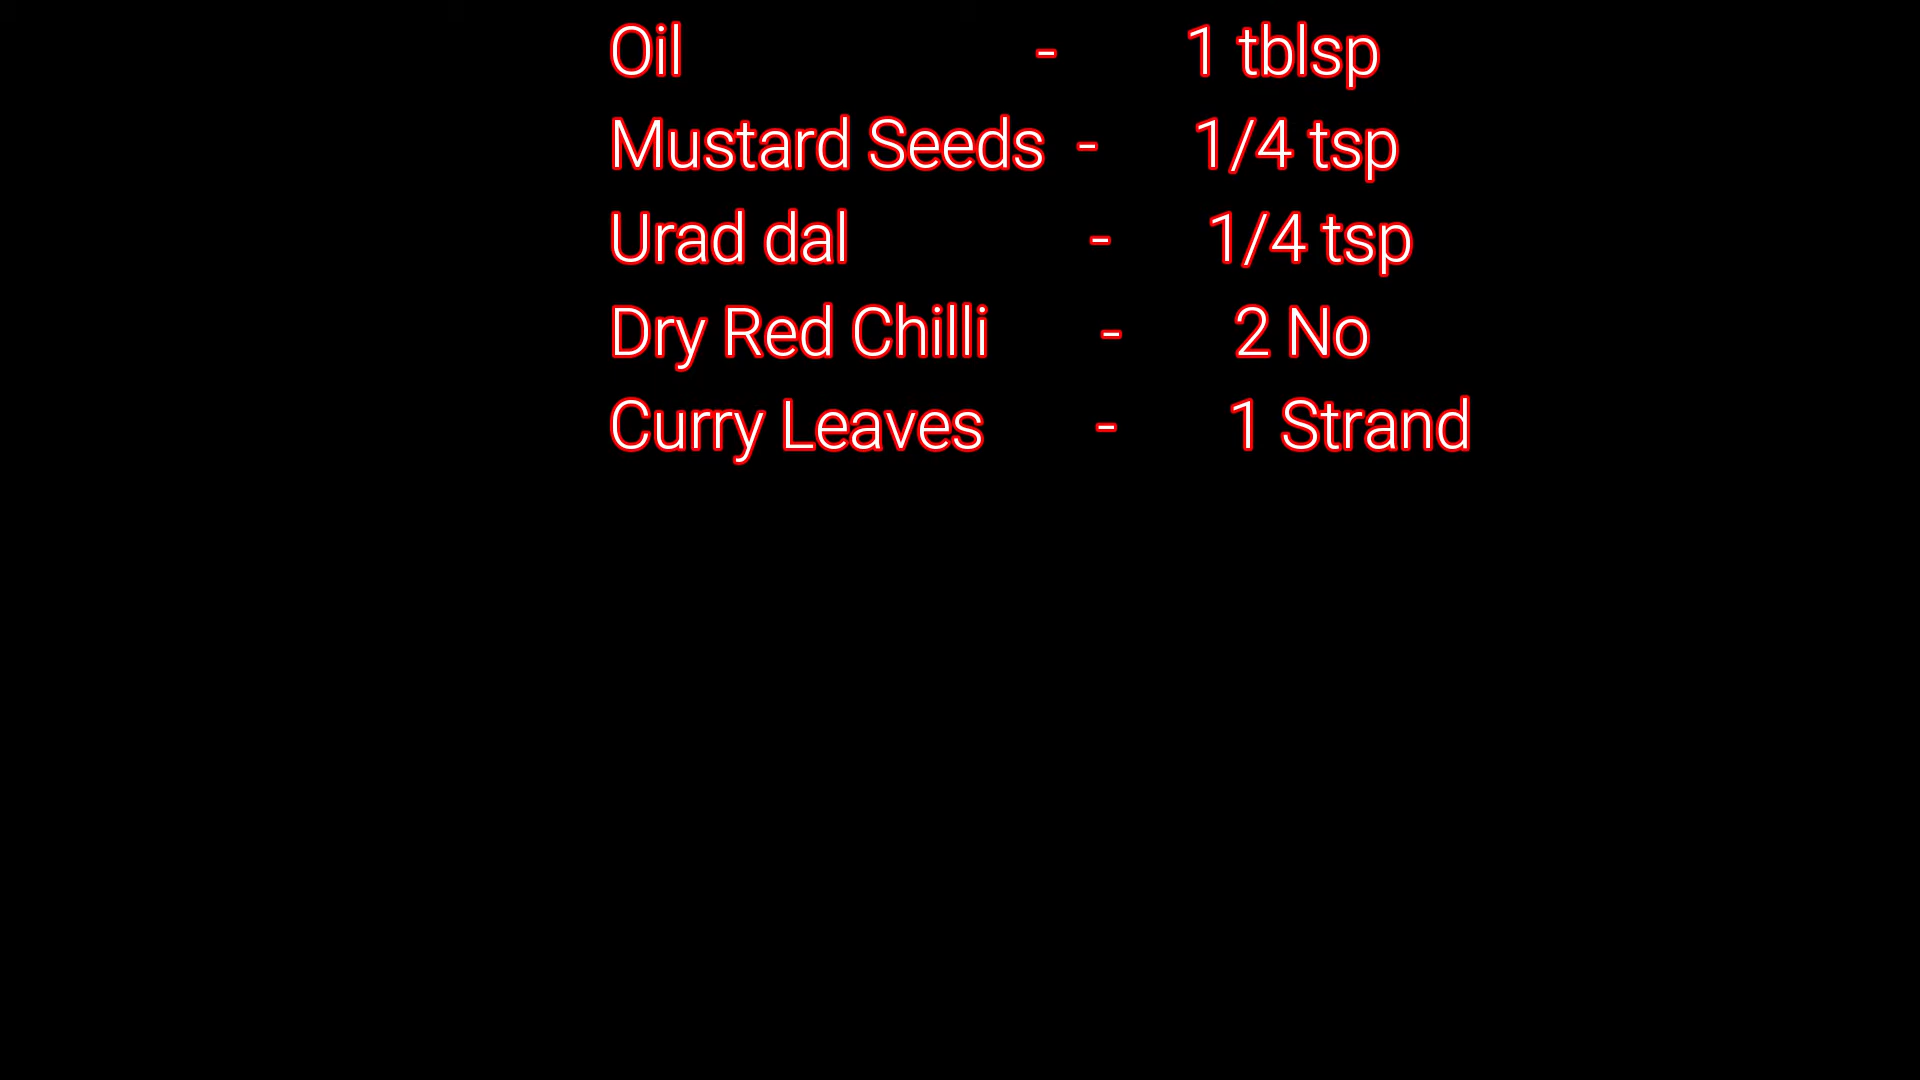 Oil - 1 tblsp
Mustard Seeds - 1/4 tsp
Urad dal - 1/4 tsp
Dry Red Chilli - 2 No
Curry Leaves - 1 Strand